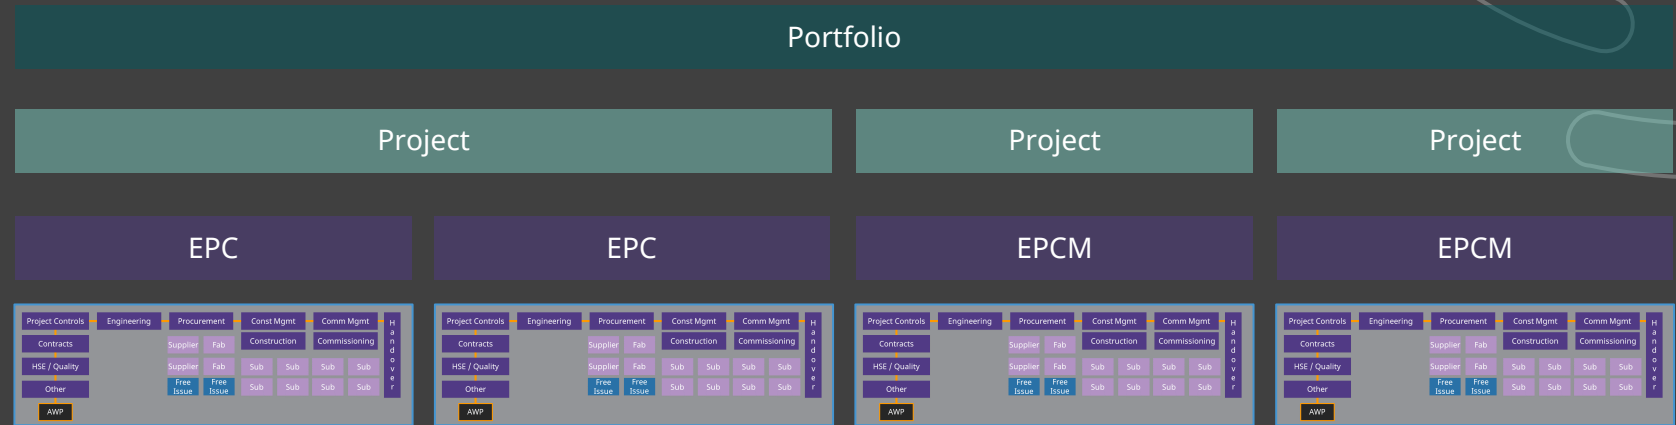 Portfolio
Project Project Project
EPC EPC EPCM EPCM
Project Controls Engineering Procurement Const Mgmt Comm Mgmt Handover
Contracts Supplier Fab Construction Commissioning
HSE / Quality Supplier Fab Sub Sub Sub Sub
Other Free Issue Free Issue Sub Sub Sub Sub
AWP
Project Controls Engineering Procurement Const Mgmt Comm Mgmt Handover
Contracts Supplier Fab Construction Commissioning
HSE / Quality Supplier Fab Sub Sub Sub Sub
Other Free Issue Free Issue Sub Sub Sub Sub
AWP
Project Controls Engineering Procurement Const Mgmt Comm Mgmt Handover
Contracts Supplier Fab Construction Commissioning
HSE / Quality Supplier Fab Sub Sub Sub Sub
Other Free Issue Free Issue Sub Sub Sub Sub
AWP
Project Controls Engineering Procurement Const Mgmt Comm Mgmt Handover
Contracts Supplier Fab Construction Commissioning
HSE / Quality Supplier Fab Sub Sub Sub Sub
Other Free Issue Free Issue Sub Sub Sub Sub
AWP